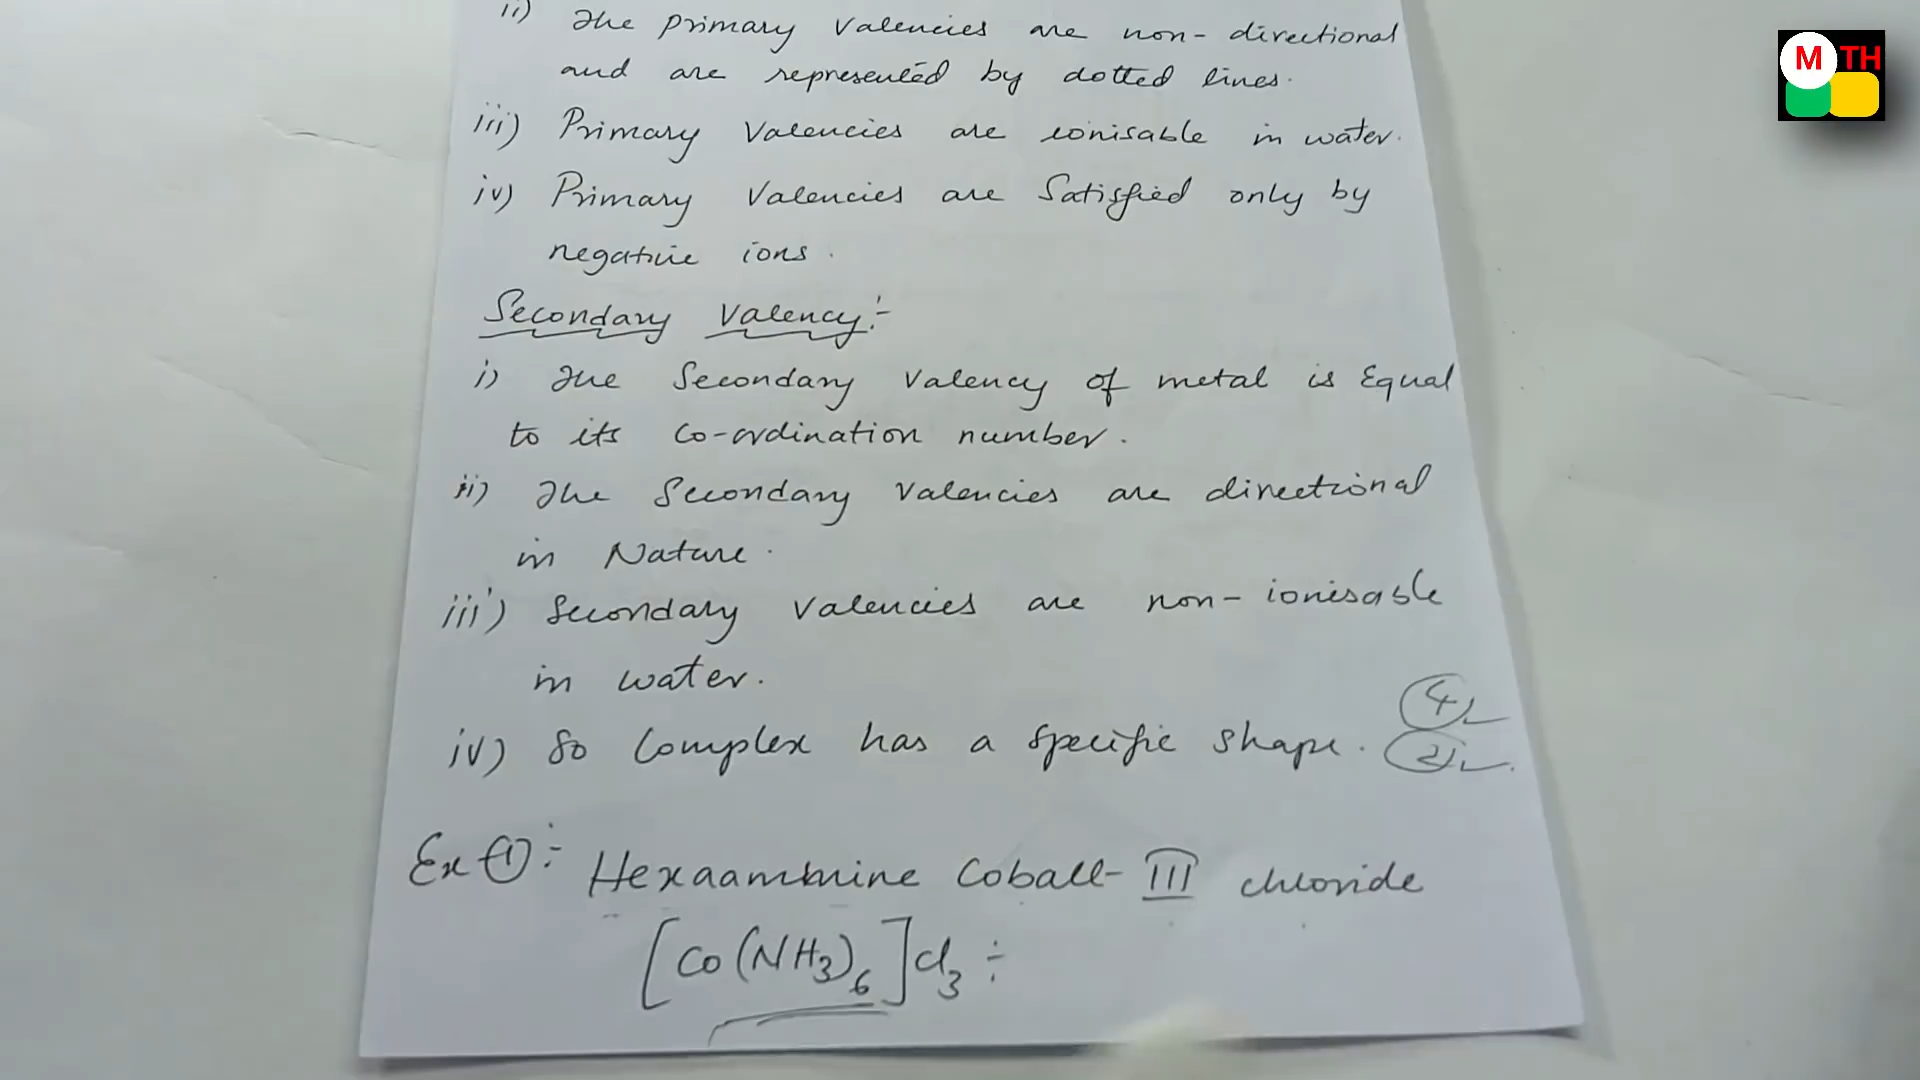 ii) The primary valencies are non-directional
and are represented by dotted lines.
iii) Primary Valencies are ionisable in water.
iv) Primary Valencies are Satisfied only by
negative ions.
Secondary Valency:-
i) The Secondary Valency of metal is Equal
to its Co-ordination number.
ii) The Secondary Valencies are directional
in Nature.
iii) Secondary Valencies are non-ionisable
in water.
iv) So Complex has a specific shape.
4
2
Ex ①:- Hexaammine Cobalt-III chloride
[Co(NH3)6]Cl3 :-
M TH